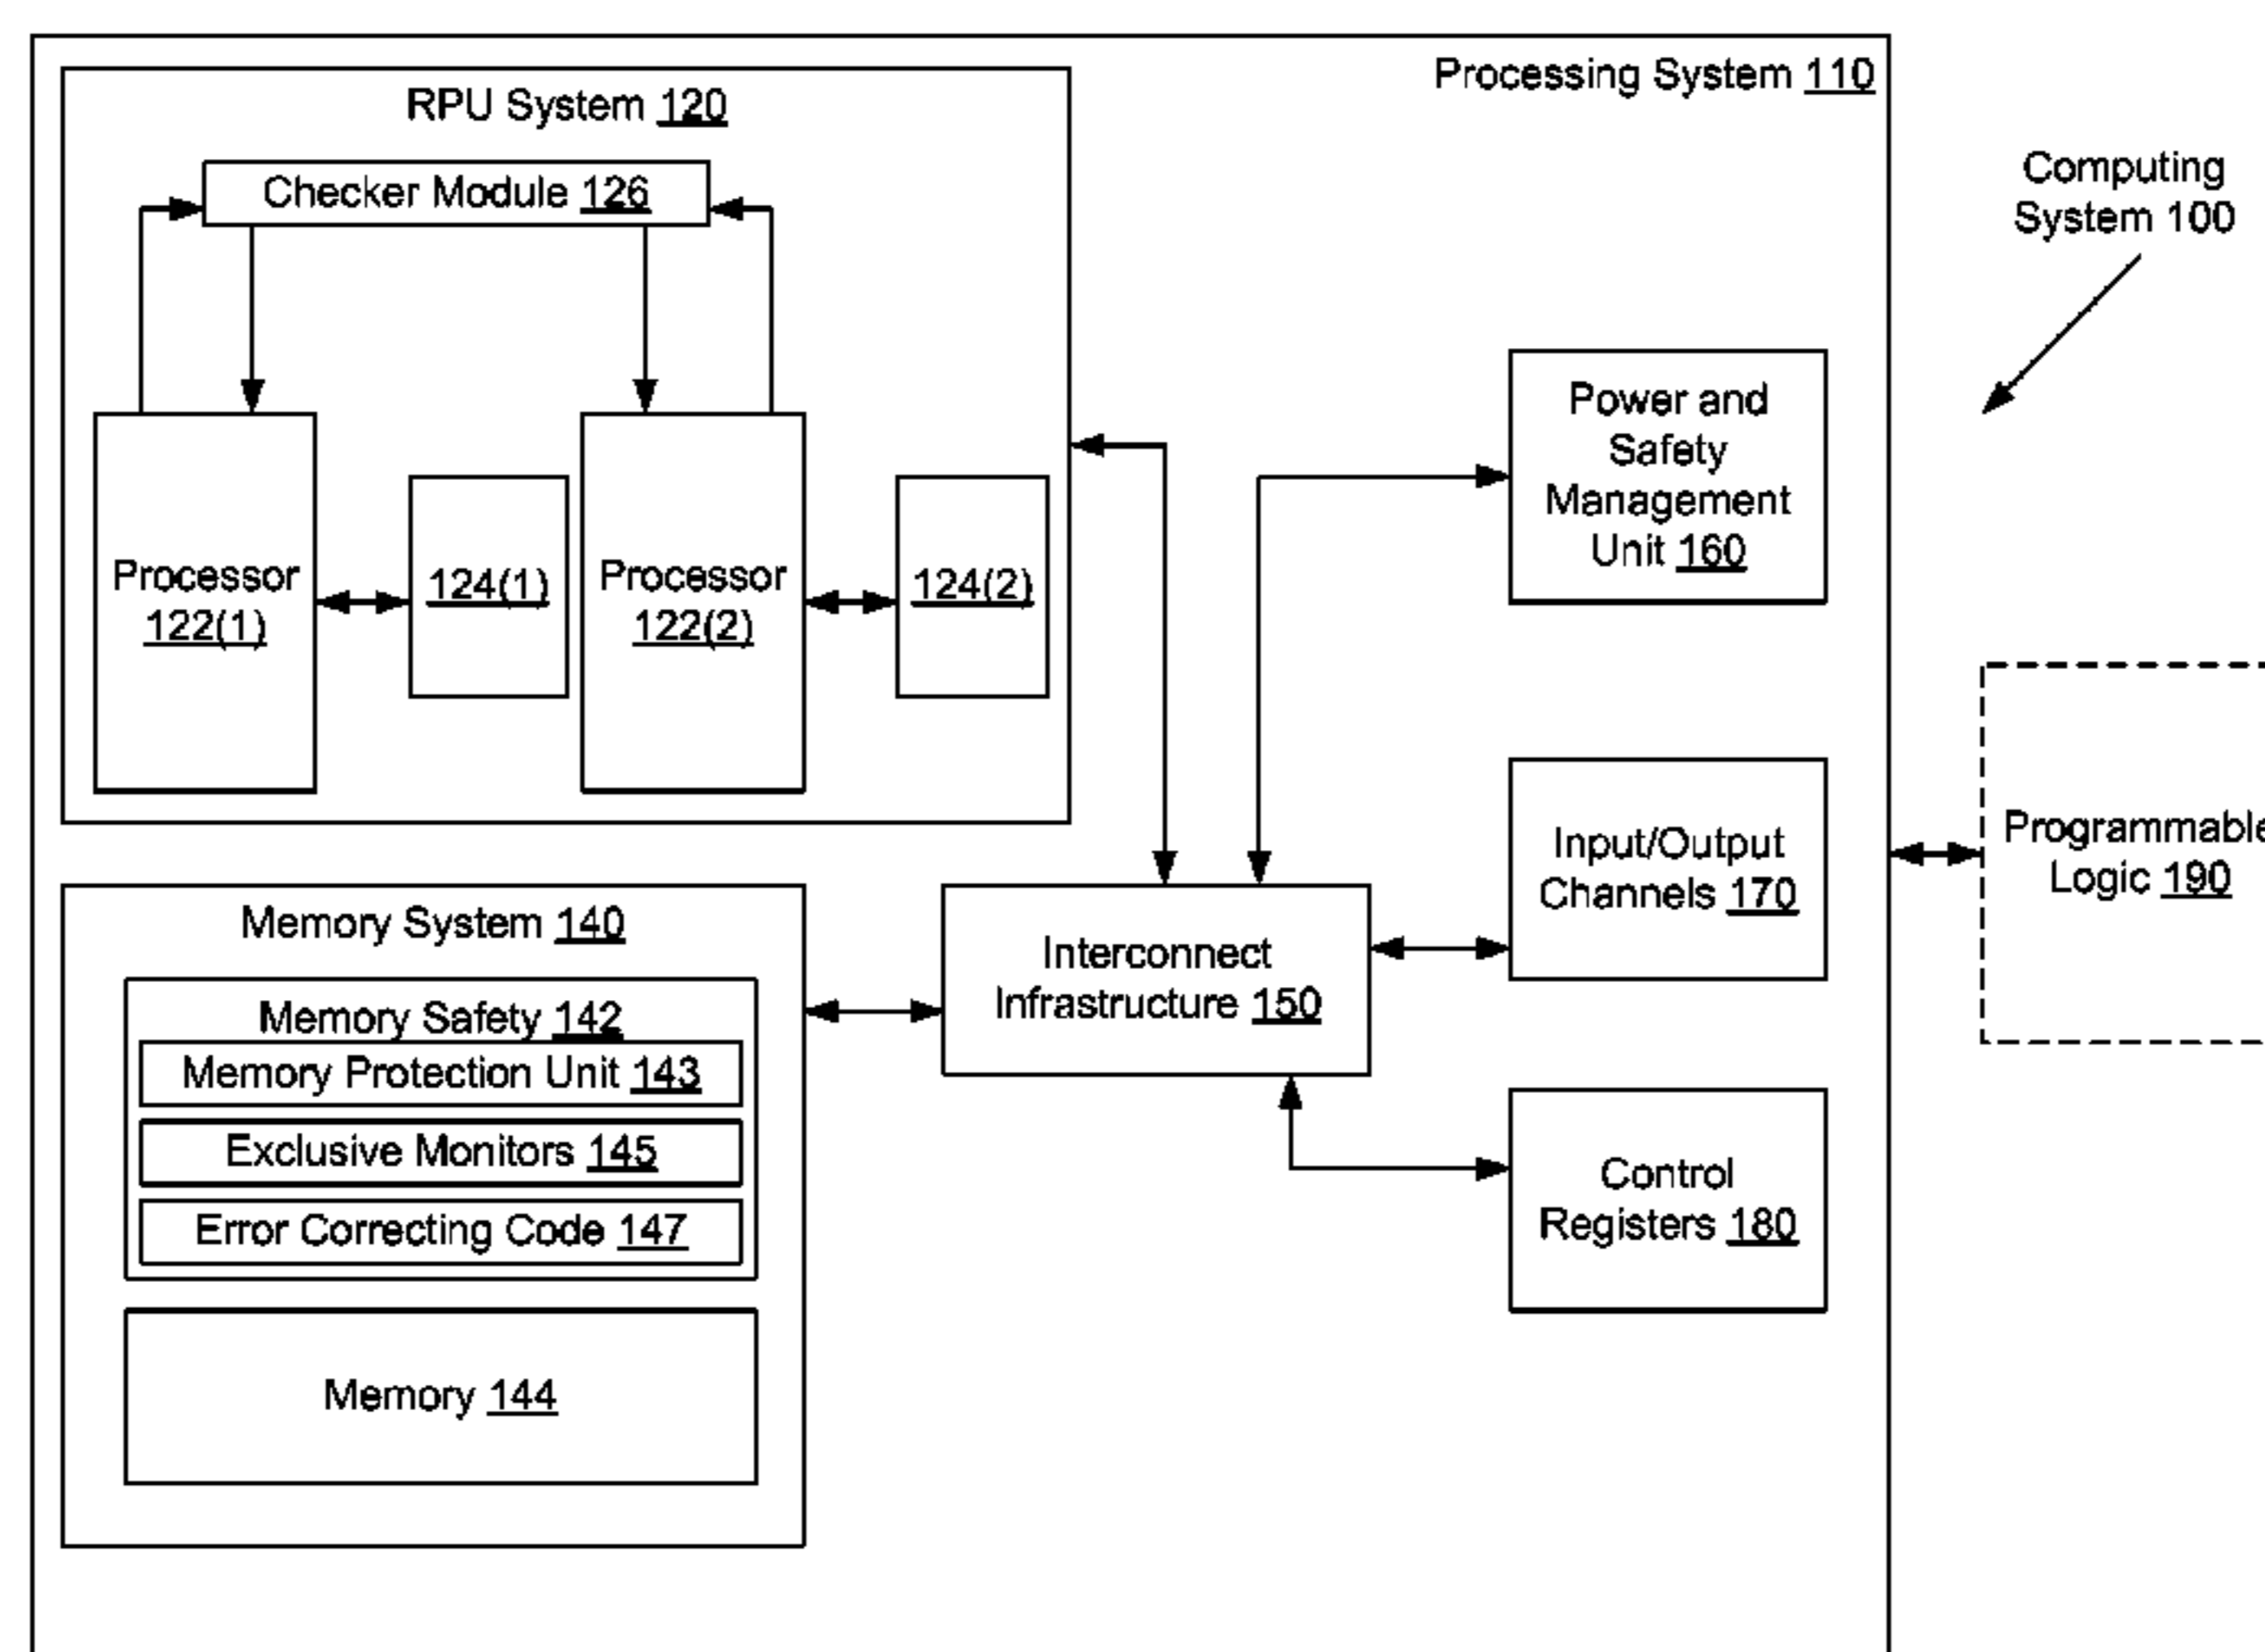 Processing System 110
RPU System 120
Checker Module 126
Computing
System 100
Processor
122(1)
124(1)
Processor
122(2)
124(2)
Power and
Safety
Management
Unit 160
Input/Output
Channels 170
Programmable
Logic 190
Memory System 140
Memory Safety 142
Memory Protection Unit 143
Exclusive Monitors 145
Error Correcting Code 147
Memory 144
Interconnect
Infrastructure 150
Control
Registers 180